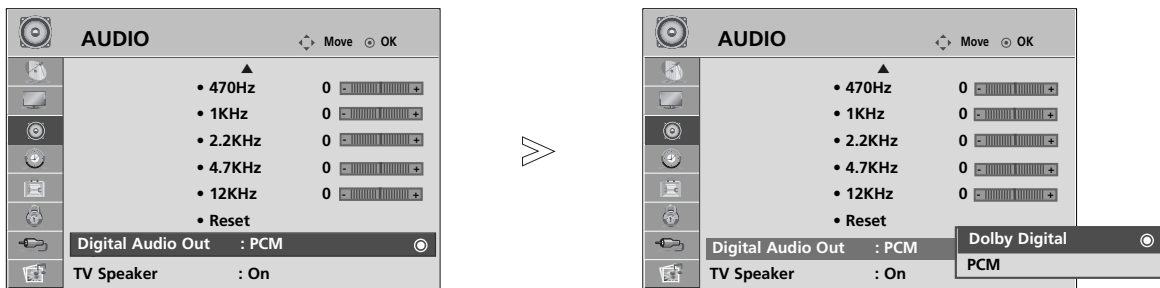 AUDIO
Move OK
• 470Hz 0 - +
• 1KHz 0 - +
• 2.2KHz 0 - +
• 4.7KHz 0 - +
• 12KHz 0 - +
• Reset
Digital Audio Out : PCM
TV Speaker : On
AUDIO
Move OK
• 470Hz 0 - +
• 1KHz 0 - +
• 2.2KHz 0 - +
• 4.7KHz 0 - +
• 12KHz 0 - +
• Reset
Digital Audio Out : PCM
TV Speaker : On
Dolby Digital
PCM